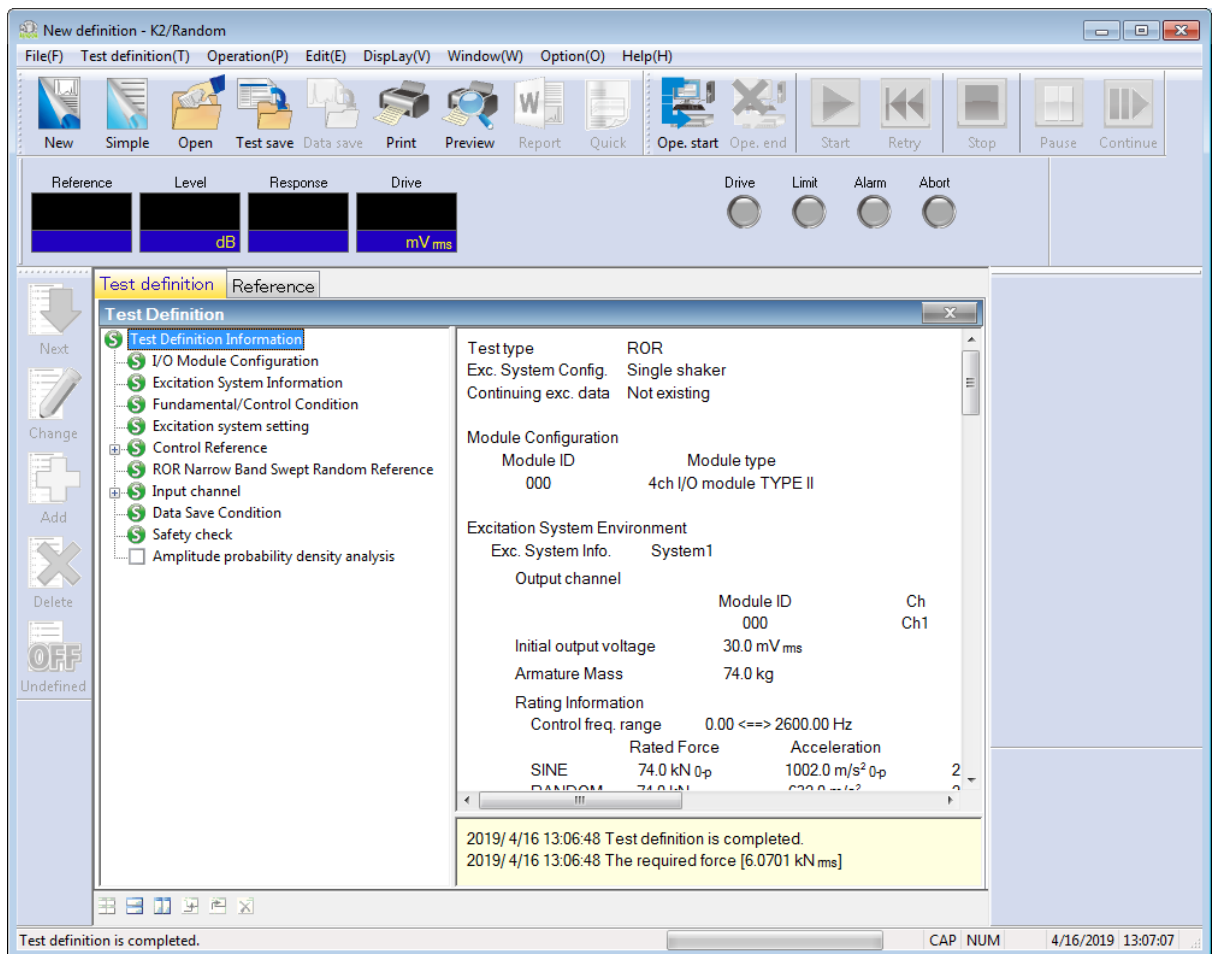 New definition - K2/Random
File(F) Test definition(T) Operation(P) Edit(E) DispLay(V) Window(W) Option(O) Help(H)
New Simple Open Test save Data save Print Preview Report Quick Ope. start Ope. end Start Retry Stop Pause Continue
Reference Level Response Drive Drive Limit Alarm Abort
dB mV rms
Test definition Reference
Test Definition
Next
Change
Add
Delete
OFF
Undefined
Test Definition Information
I/O Module Configuration
Excitation System Information
Fundamental/Control Condition
Excitation system setting
Control Reference
ROR Narrow Band Swept Random Reference
Input channel
Data Save Condition
Safety check
Amplitude probability density analysis
Test type ROR
Exc. System Config. Single shaker
Continuing exc. data Not existing
Module Configuration
Module ID Module type
000 4ch I/O module TYPE II
Excitation System Environment
Exc. System Info. System1
Output channel
Module ID Ch
000 Ch1
Initial output voltage 30.0 mV rms
Armature Mass 74.0 kg
Rating Information
Control freq. range 0.00 <==> 2600.00 Hz
Rated Force Acceleration
SINE 74.0 kN 0-p 1002.0 m/s² 0-p 2
RANDOM 74.0 kN 632.0 m/s² 2
2019/ 4/16 13:06:48 Test definition is completed.
2019/ 4/16 13:06:48 The required force [6.0701 kN rms]
Test definition is completed. CAP NUM 4/16/2019 13:07:07